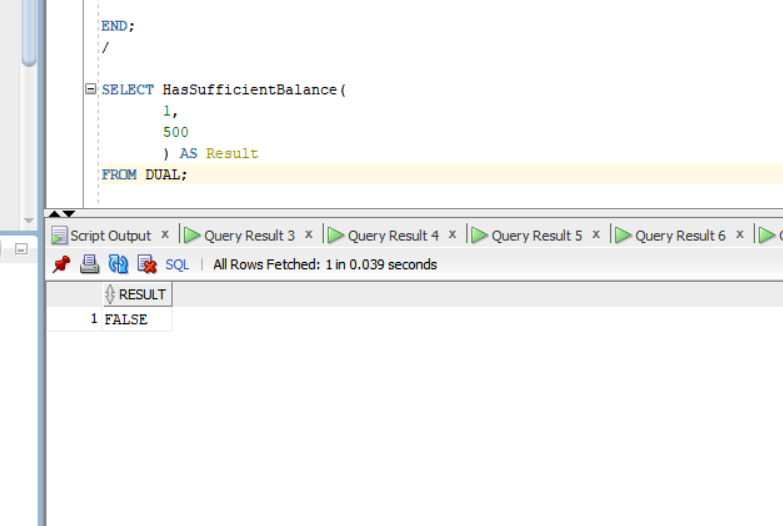 END;
/
SELECT HasSufficientBalance(
1,
500
) AS Result
FROM DUAL;
Script Output x Query Result 3 x Query Result 4 x Query Result 5 x Query Result 6 x
SQL | All Rows Fetched: 1 in 0.039 seconds
RESULT
1 FALSE